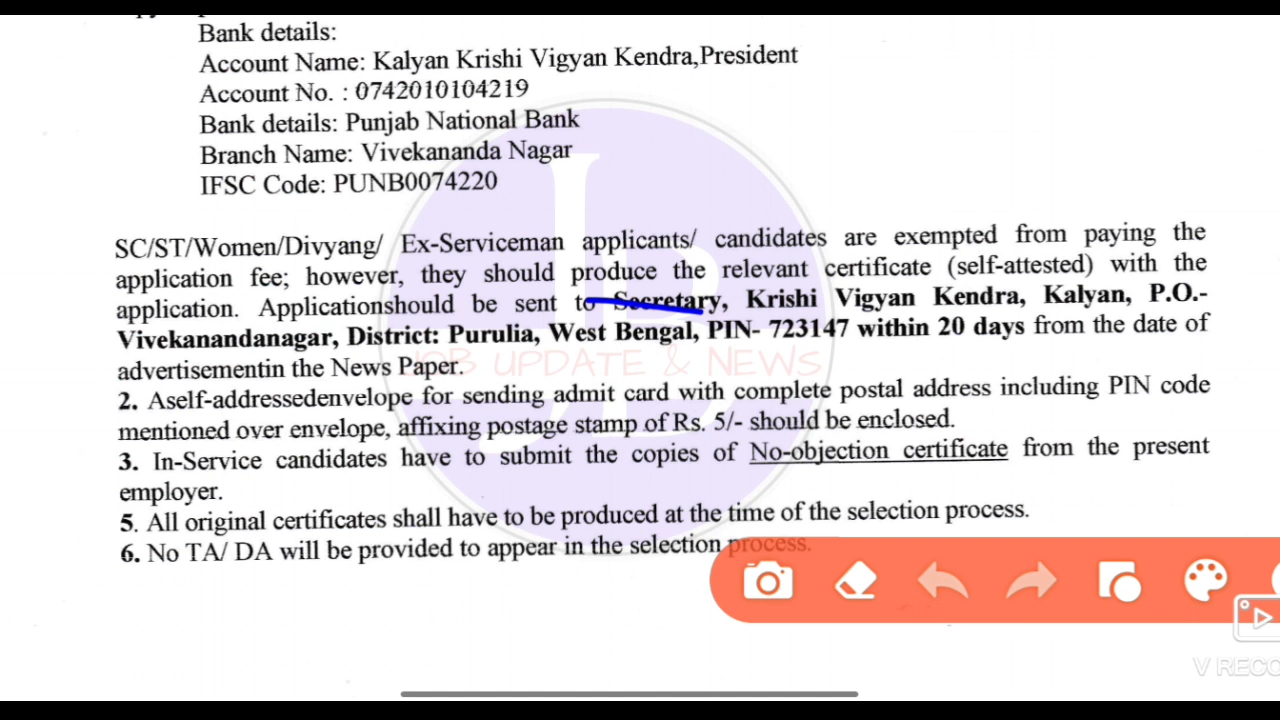 Bank details:
Account Name: Kalyan Krishi Vigyan Kendra,President
Account No. : 0742010104219
Bank details: Punjab National Bank
Branch Name: Vivekananda Nagar
IFSC Code: PUNB0074220
SC/ST/Women/Divyang/ Ex-Serviceman applicants/ candidates are exempted from paying the
application fee; however, they should produce the relevant certificate (self-attested) with the
application. Applicationshould be sent to Secretary, Krishi Vigyan Kendra, Kalyan, P.O.-
Vivekanandanagar, District: Purulia, West Bengal, PIN- 723147 within 20 days from the date of
advertisementin the News Paper.
JOB UPDATE & NEWS
2. Aself-addressedenvelope for sending admit card with complete postal address including PIN code
mentioned over envelope, affixing postage stamp of Rs. 5/- should be enclosed.
3. In-Service candidates have to submit the copies of No-objection certificate from the present
employer.
5. All original certificates shall have to be produced at the time of the selection process.
6. No TA/ DA will be provided to appear in the selection process.
V RECO